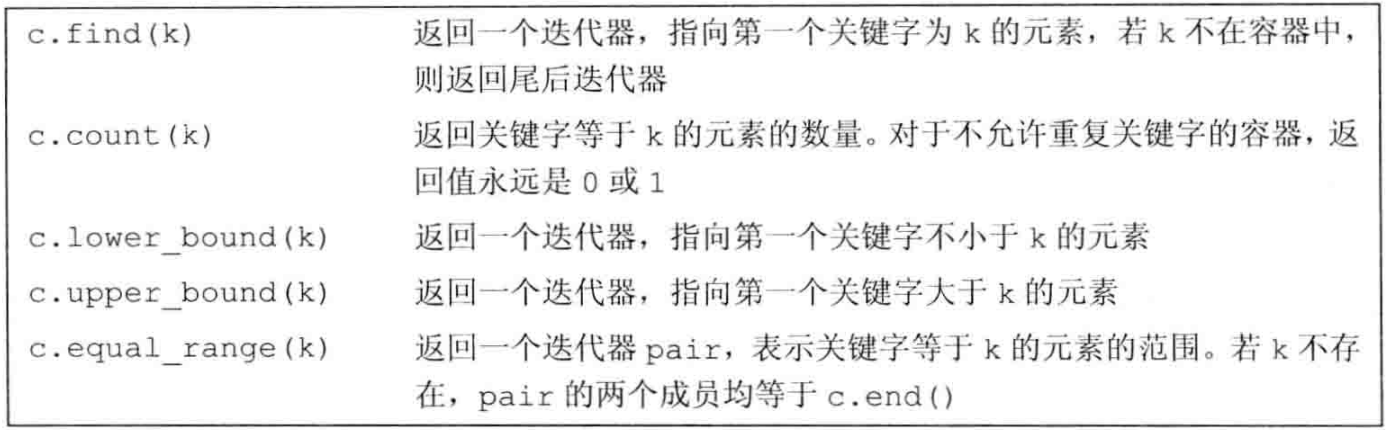 c.find(k) 返回一个迭代器，指向第一个关键字为 k 的元素，若 k 不在容器中，
则返回尾后迭代器
c.count(k) 返回关键字等于 k 的元素的数量。对于不允许重复关键字的容器，返
回值永远是 0 或 1
c.lower_bound(k) 返回一个迭代器，指向第一个关键字不小于 k 的元素
c.upper_bound(k) 返回一个迭代器，指向第一个关键字大于 k 的元素
c.equal_range(k) 返回一个迭代器 pair，表示关键字等于 k 的元素的范围。若 k 不存
在，pair 的两个成员均等于 c.end()